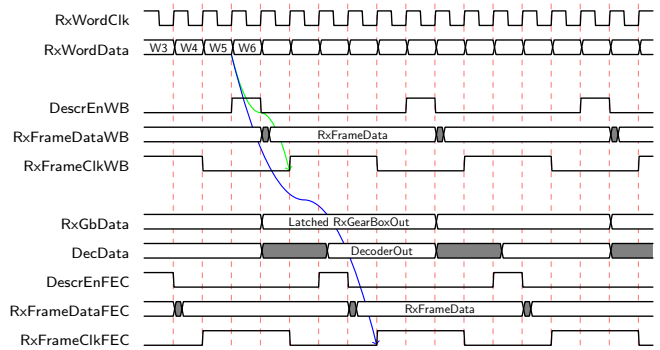 RxWordClk
RxWordData W3 W4 W5 W6
DescrEnWB
RxFrameDataWB RxFrameData
RxFrameClkWB
RxGbData Latched RxGearBoxOut
DecData DecoderOut
DescrEnFEC
RxFrameDataFEC RxFrameData
RxFrameClkFEC